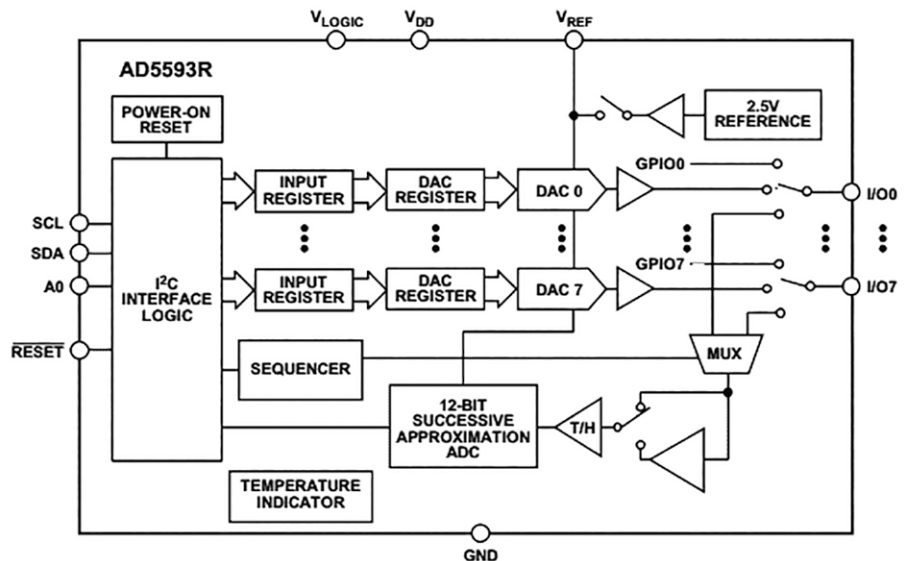 VLOGIC
VDD
VREF
AD5593R
POWER-ON
RESET
2.5V
REFERENCE
GPIO0
INPUT
REGISTER
DAC
REGISTER
DAC 0
I/O0
SCL
SDA
A0
RESET
I²C
INTERFACE
LOGIC
GPIO7
INPUT
REGISTER
DAC
REGISTER
DAC 7
I/O7
SEQUENCER
MUX
12-BIT
SUCCESSIVE
APPROXIMATION
ADC
T/H
TEMPERATURE
INDICATOR
GND